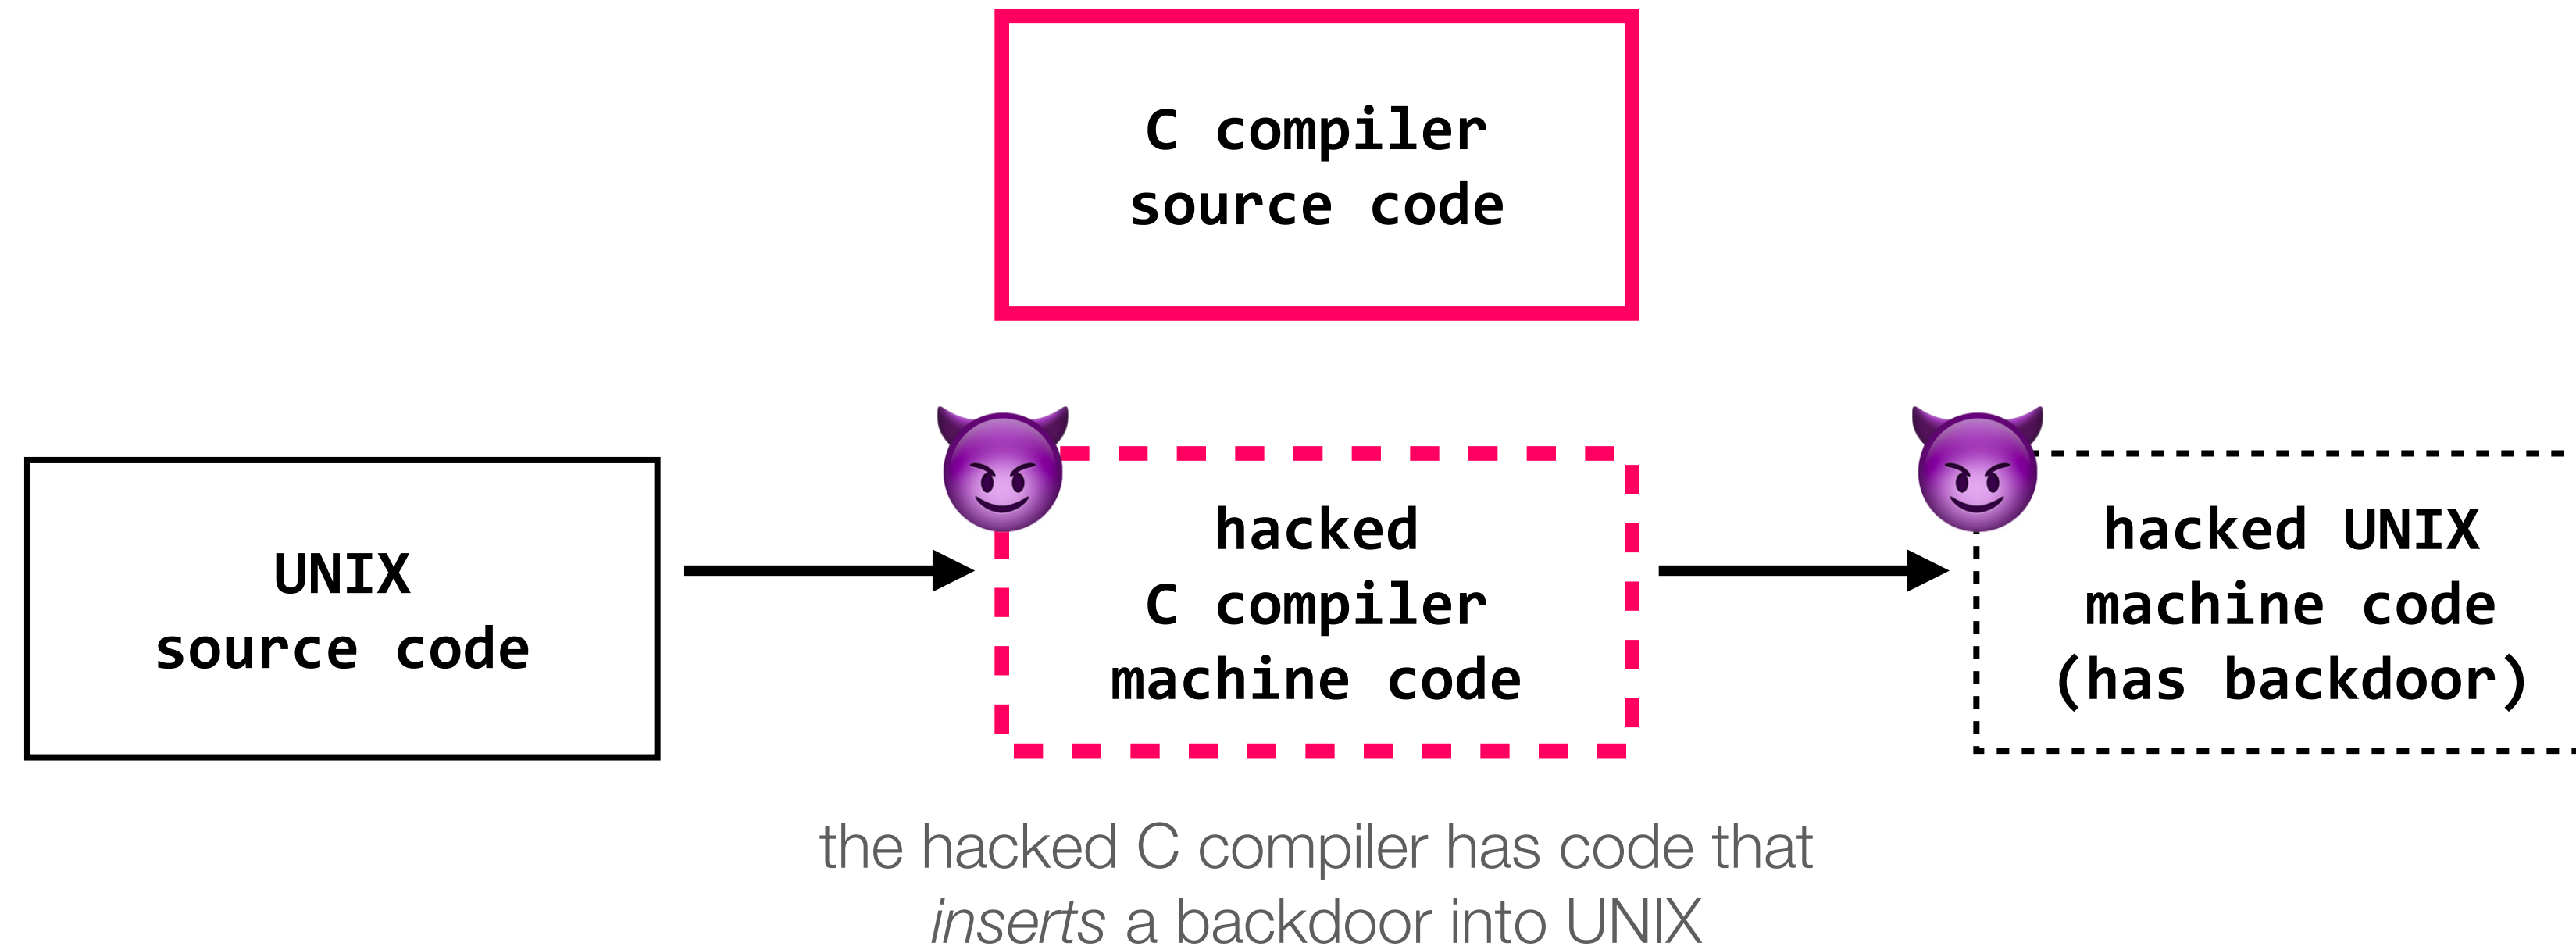 C compiler
source code
UNIX
source code
hacked
C compiler
machine code
hacked UNIX
machine code
(has backdoor)
the hacked C compiler has code that
inserts a backdoor into UNIX